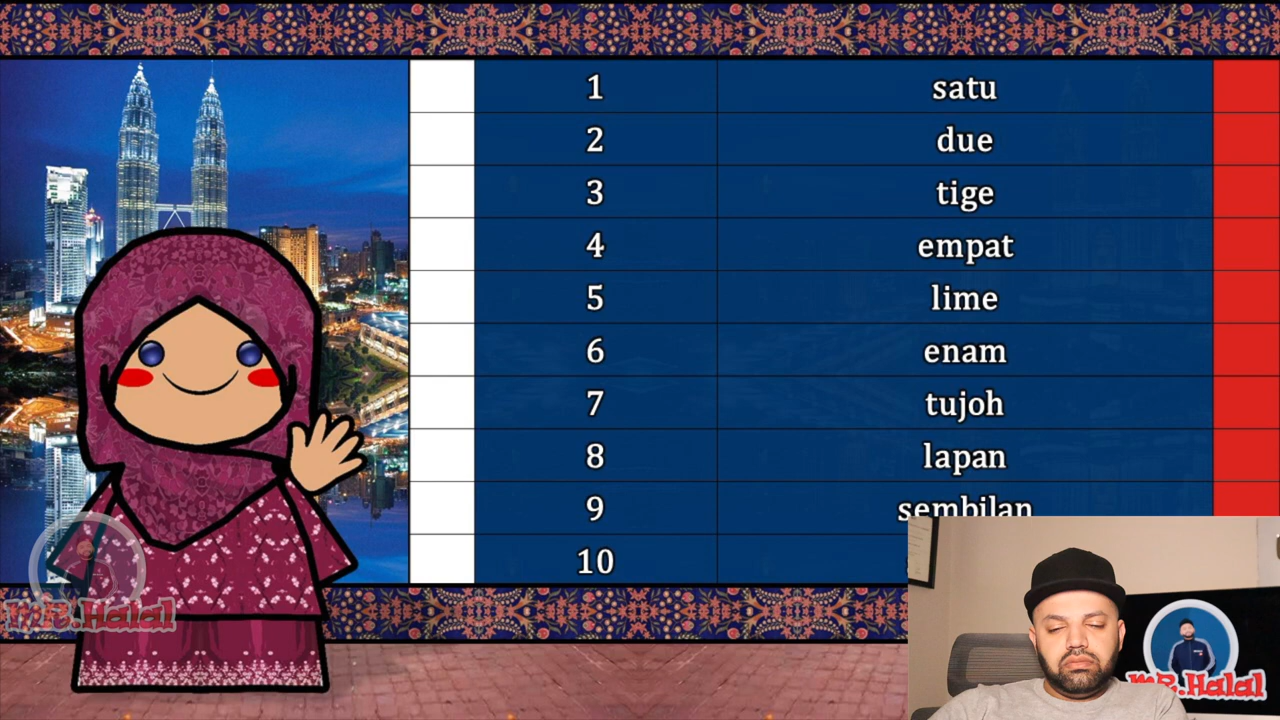 1 satu
2 due
3 tige
4 empat
5 lime
6 enam
7 tujoh
8 lapan
9 sembilan
10
mR.Halal
mR.Halal